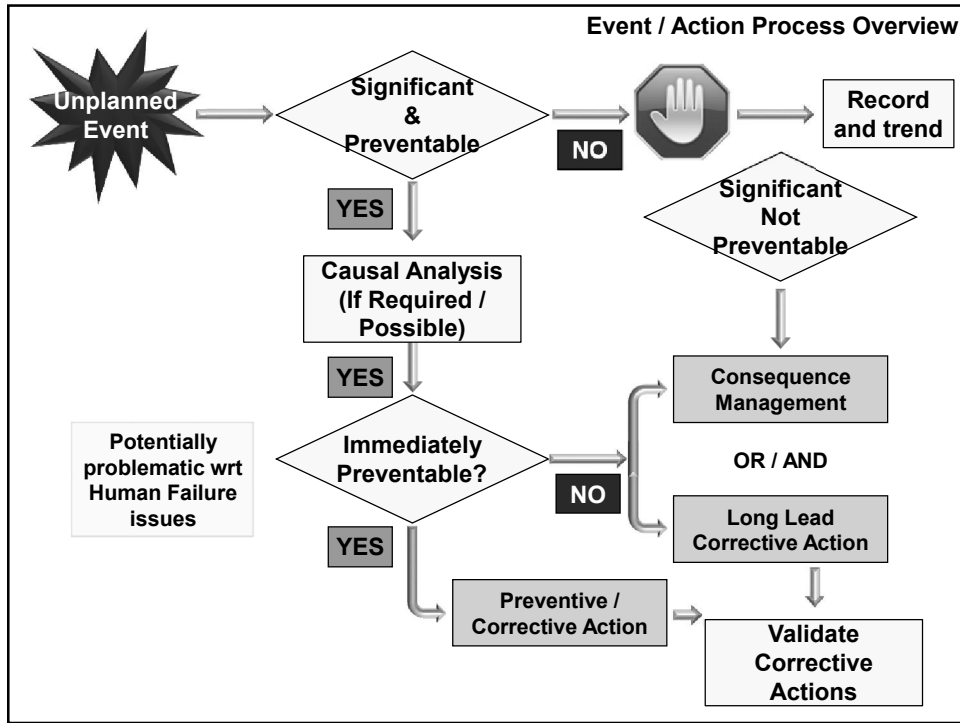 Event / Action Process Overview
Unplanned
Event
Significant
&
Preventable
NO
Record
and trend
YES
Significant
Not
Preventable
Causal Analysis
(If Required /
Possible)
YES
Consequence
Management
Potentially
problematic wrt
Human Failure
issues
Immediately
Preventable?
NO
OR / AND
YES
Long Lead
Corrective Action
Preventive /
Corrective Action
Validate
Corrective
Actions